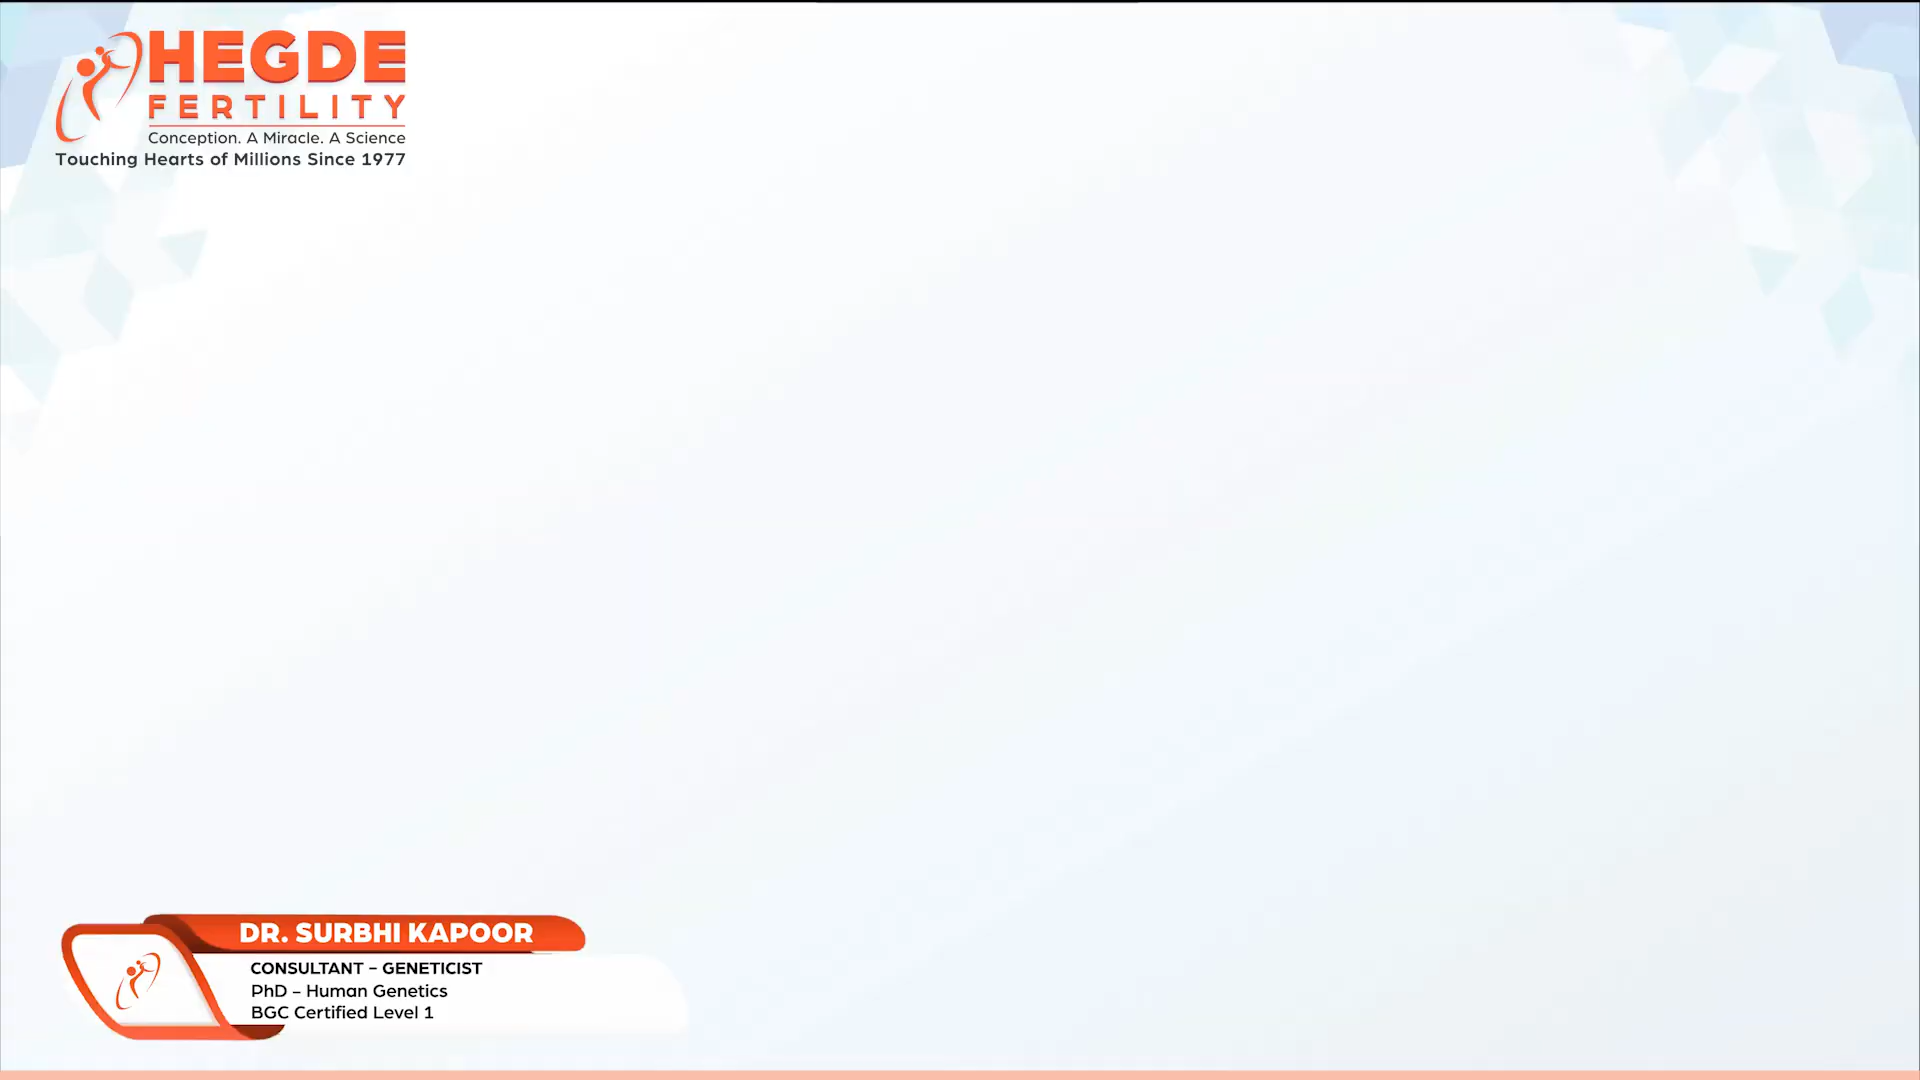 HEGDE
FERTILITY
Conception. A Miracle. A Science
Touching Hearts of Millions Since 1977
DR. SURBHI KAPOOR
CONSULTANT - GENETICIST
PhD - Human Genetics
BGC Certified Level 1